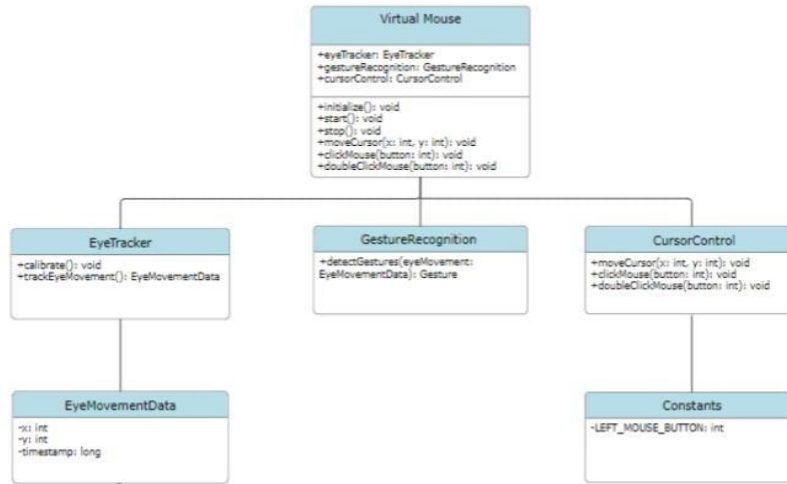 Virtual Mouse
+eyeTracker: EyeTracker
+gestureRecognition: GestureRecognition
+cursorControl: CursorControl
+initialize(): void
+start(): void
+stop(): void
+moveCursor(x: int, y: int): void
+clickMouse(button: int): void
+doubleClickMouse(button: int): void
EyeTracker
+calibrate(): void
+trackEyeMovement(): EyeMovementData
GestureRecognition
+detectGestures(eyeMovement:
EyeMovementData): Gesture
CursorControl
+moveCursor(x: int, y: int): void
+clickMouse(button: int): void
+doubleClickMouse(button: int): void
EyeMovementData
-x: int
-y: int
-timestamp: long
Constants
-LEFT_MOUSE_BUTTON: int